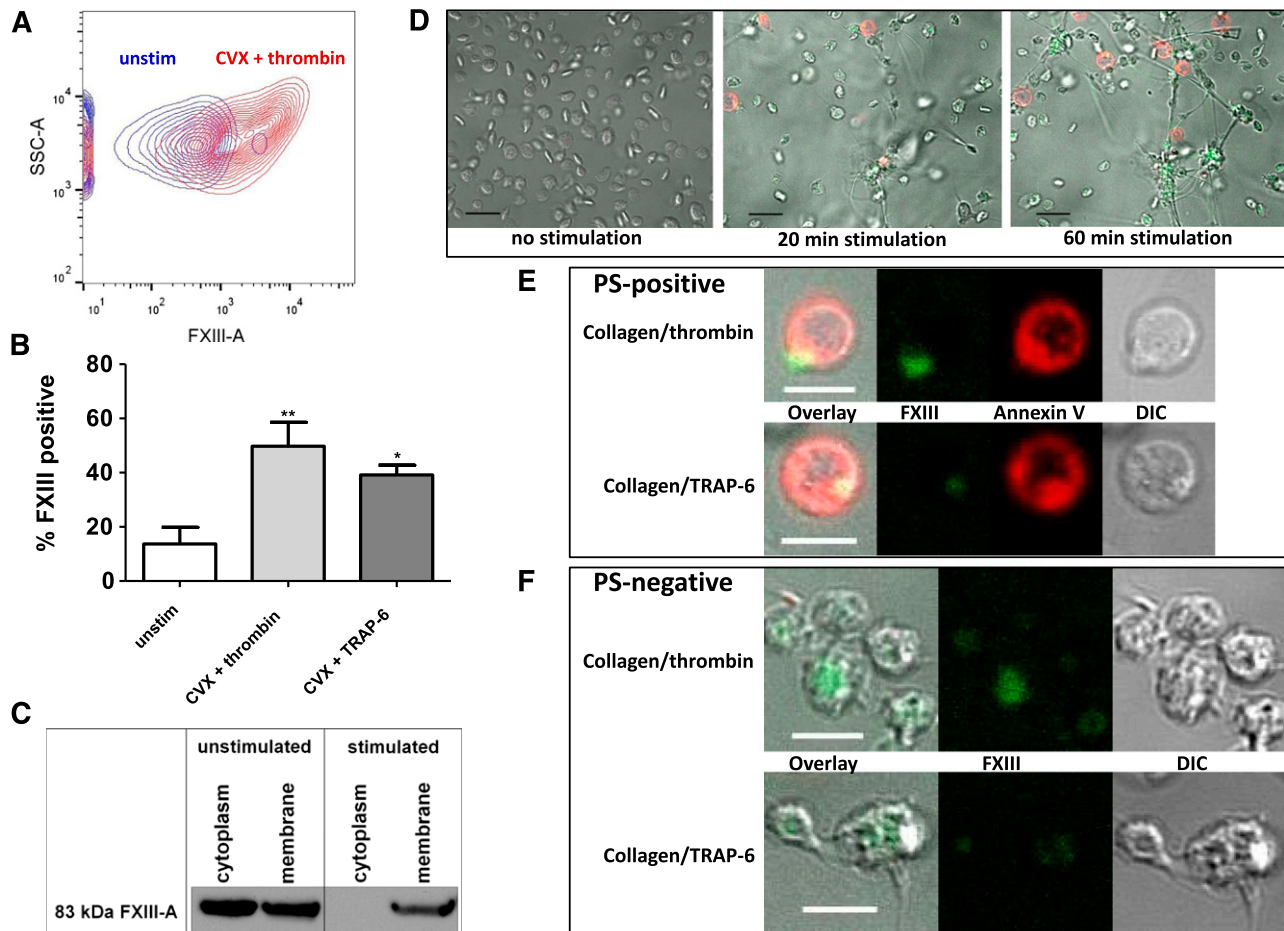 A
unstim
CVX + thrombin
SSC-A
10^4
10^3
10^2
10^1
10^2
10^3
10^4
FXIII-A
B
% FXIII positive
80
60
40
20
0
**
*
unstim
CVX + thrombin
CVX + TRAP-6
C
unstimulated
stimulated
cytoplasm
membrane
cytoplasm
membrane
83 kDa FXIII-A
D
no stimulation
20 min stimulation
60 min stimulation
E
PS-positive
Collagen/thrombin
Overlay
FXIII
Annexin V
DIC
Collagen/TRAP-6
F
PS-negative
Collagen/thrombin
Overlay
FXIII
DIC
Collagen/TRAP-6